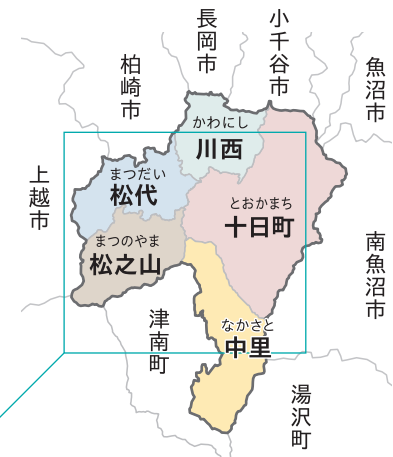 長岡市
小千谷市
柏崎市
魚沼市
上越市
かわにし
川西
まつだい
松代
とおかまち
十日町
まつのやま
松之山
南魚沼市
津南町
なかさと
中里
湯沢町